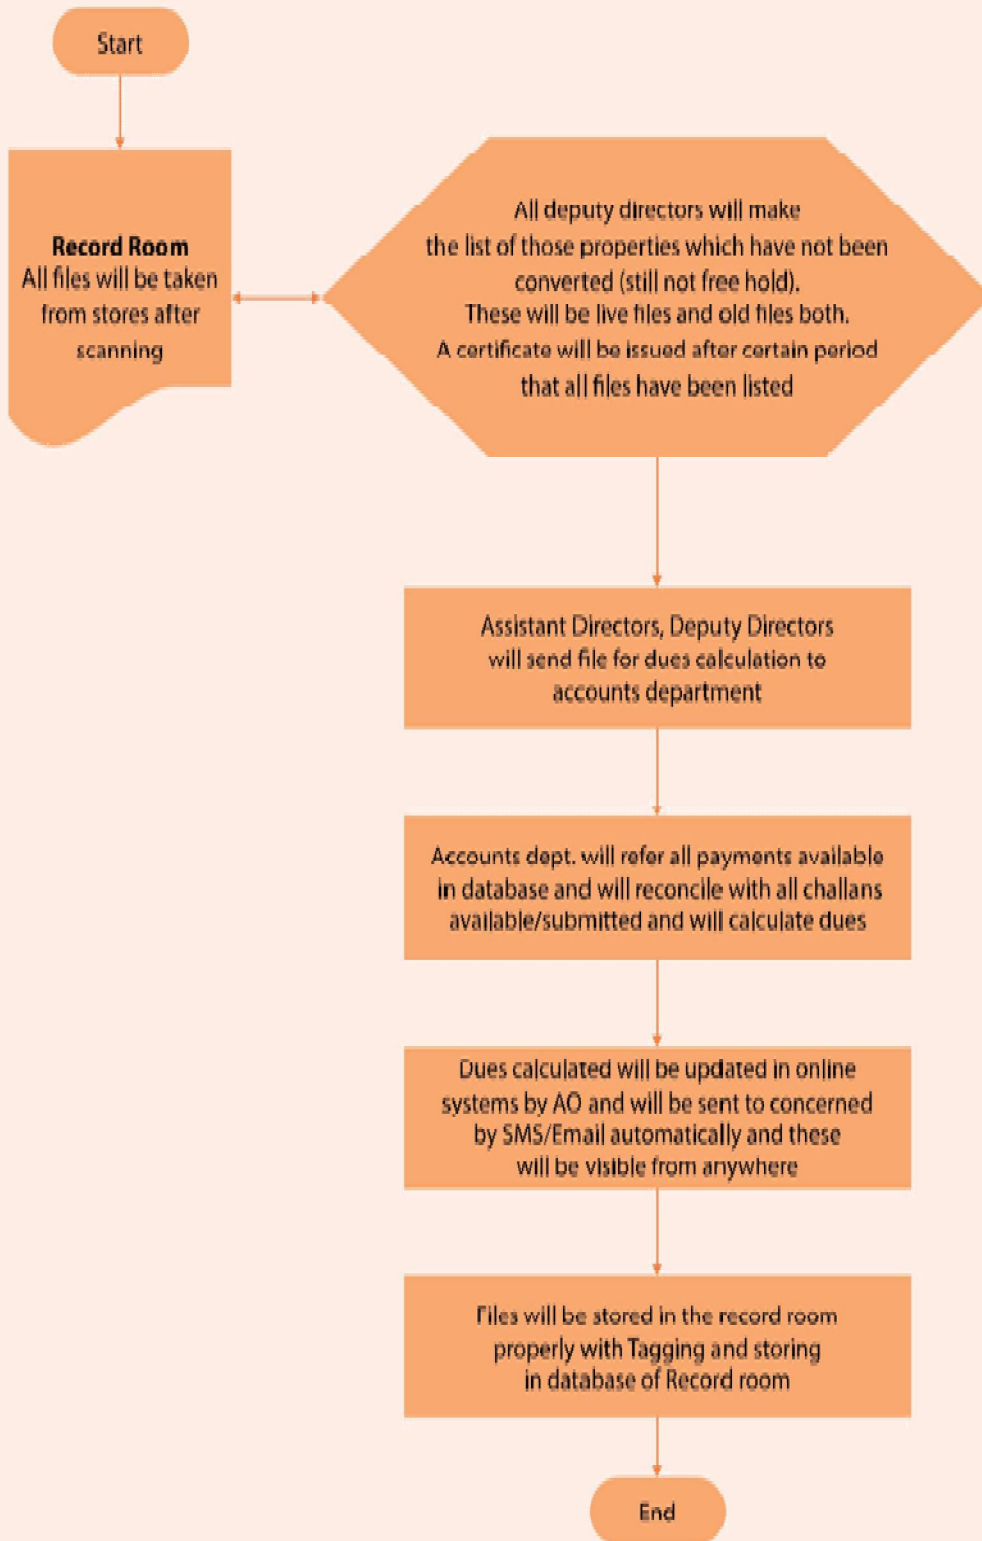 Start
Record Room
All files will be taken
from stores after
scanning
All deputy directors will make
the list of those properties which have not been
converted (still not free hold).
These will be live files and old files both.
A certificate will be issued after certain period
that all files have been listed
Assistant Directors, Deputy Directors
will send file for dues calculation to
accounts department
Accounts dept. will refer all payments available
in database and will reconcile with all challans
available/submitted and will calculate dues
Dues calculated will be updated in online
systems by AO and will be sent to concerned
by SMS/Email automatically and these
will be visible from anywhere
Files will be stored in the record room
properly with Tagging and storing
in database of Record room
End